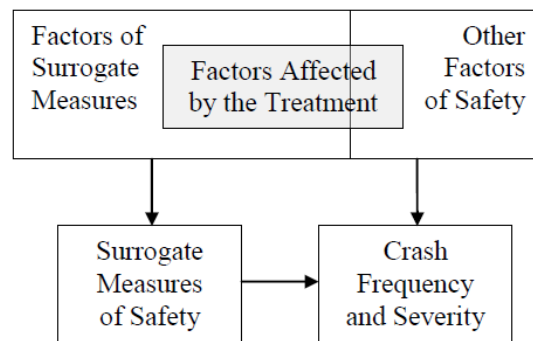 Factors of
Surrogate
Measures
Factors Affected
by the Treatment
Other
Factors
of Safety
Surrogate
Measures
of Safety
Crash
Frequency
and Severity